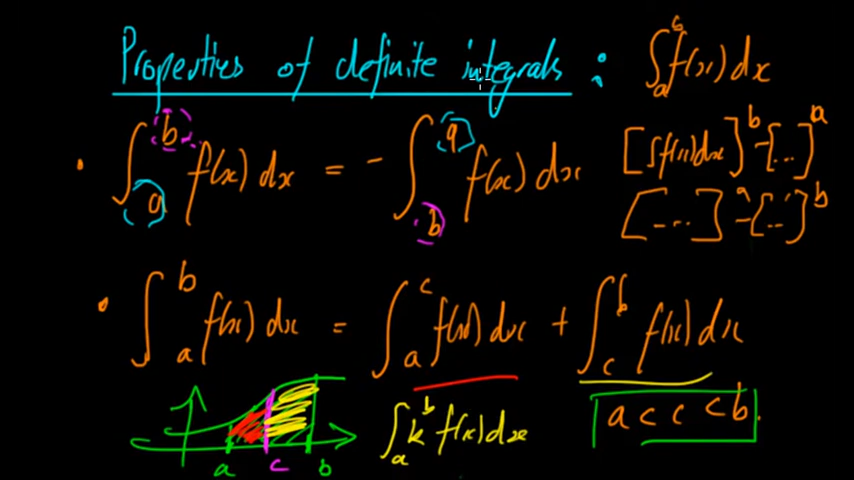 Properties of definite integrals : ∫_a^b f(x) dx
• ∫_a^b f(x) dx = - ∫_b^a f(x) dx
[∫f(x)dx]^b - [...]^a
[....]^a - [...]^b
• ∫_a^b f(x) dx = ∫_a^c f(x) dx + ∫_c^b f(x) dx
a c b
∫_a^b k f(x) dx
a < c < b.